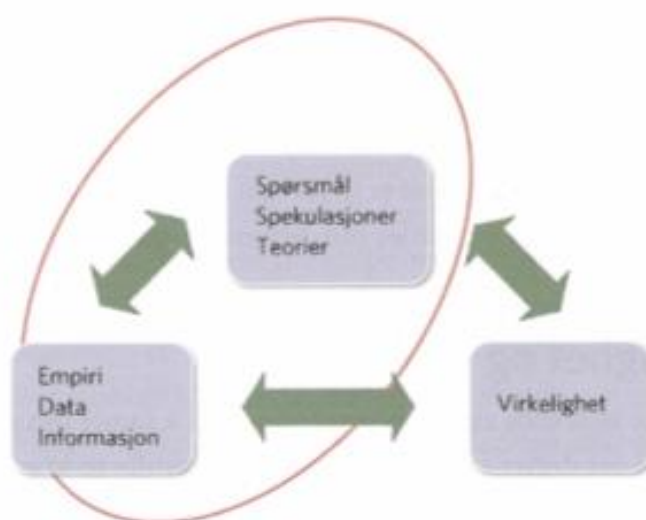 Spørsmål
Spekulasjoner
Teorier
Empiri
Data
Informasjon
Virkelighet